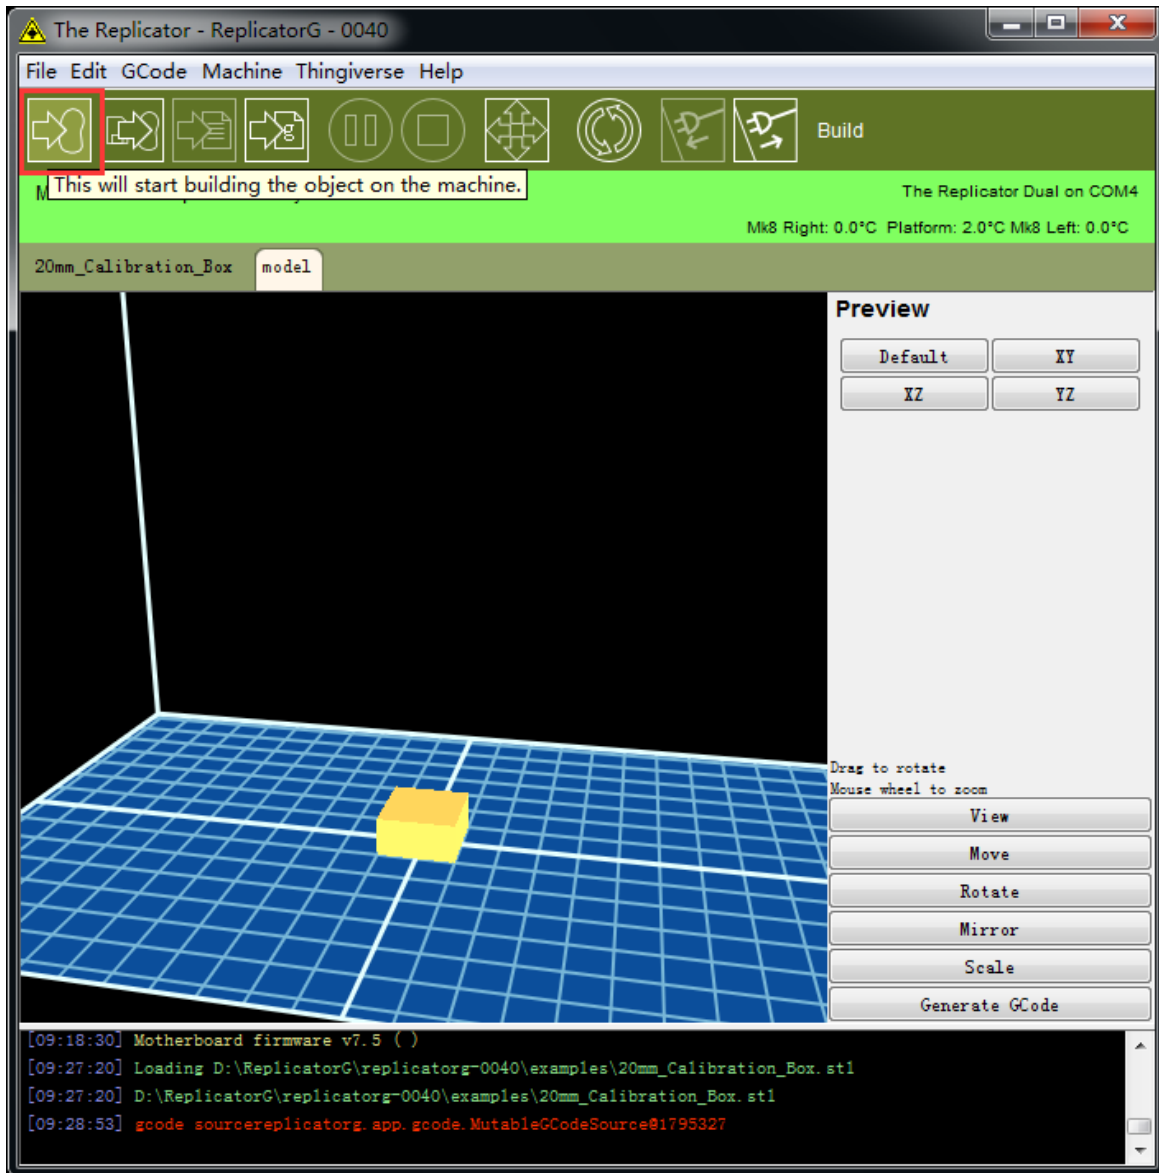 The Replicator - ReplicatorG - 0040
File Edit GCode Machine Thingiverse Help
Build
This will start building the object on the machine.
The Replicator Dual on COM4
Mk8 Right: 0.0°C Platform: 2.0°C Mk8 Left: 0.0°C
20mm_Calibration_Box model
Preview
Default XY
XZ YZ
Drag to rotate
Mouse wheel to zoom
View
Move
Rotate
Mirror
Scale
Generate GCode
[09:18:30] Motherboard firmware v7.5 ( )
[09:27:20] Loading D:\ReplicatorG\replicatorg-0040\examples\20mm_Calibration_Box.stl
[09:27:20] D:\ReplicatorG\replicatorg-0040\examples\20mm_Calibration_Box.stl
[09:28:53] gcode sourcereplicatorg.app.gcode.MutableGCodeSource@1795327